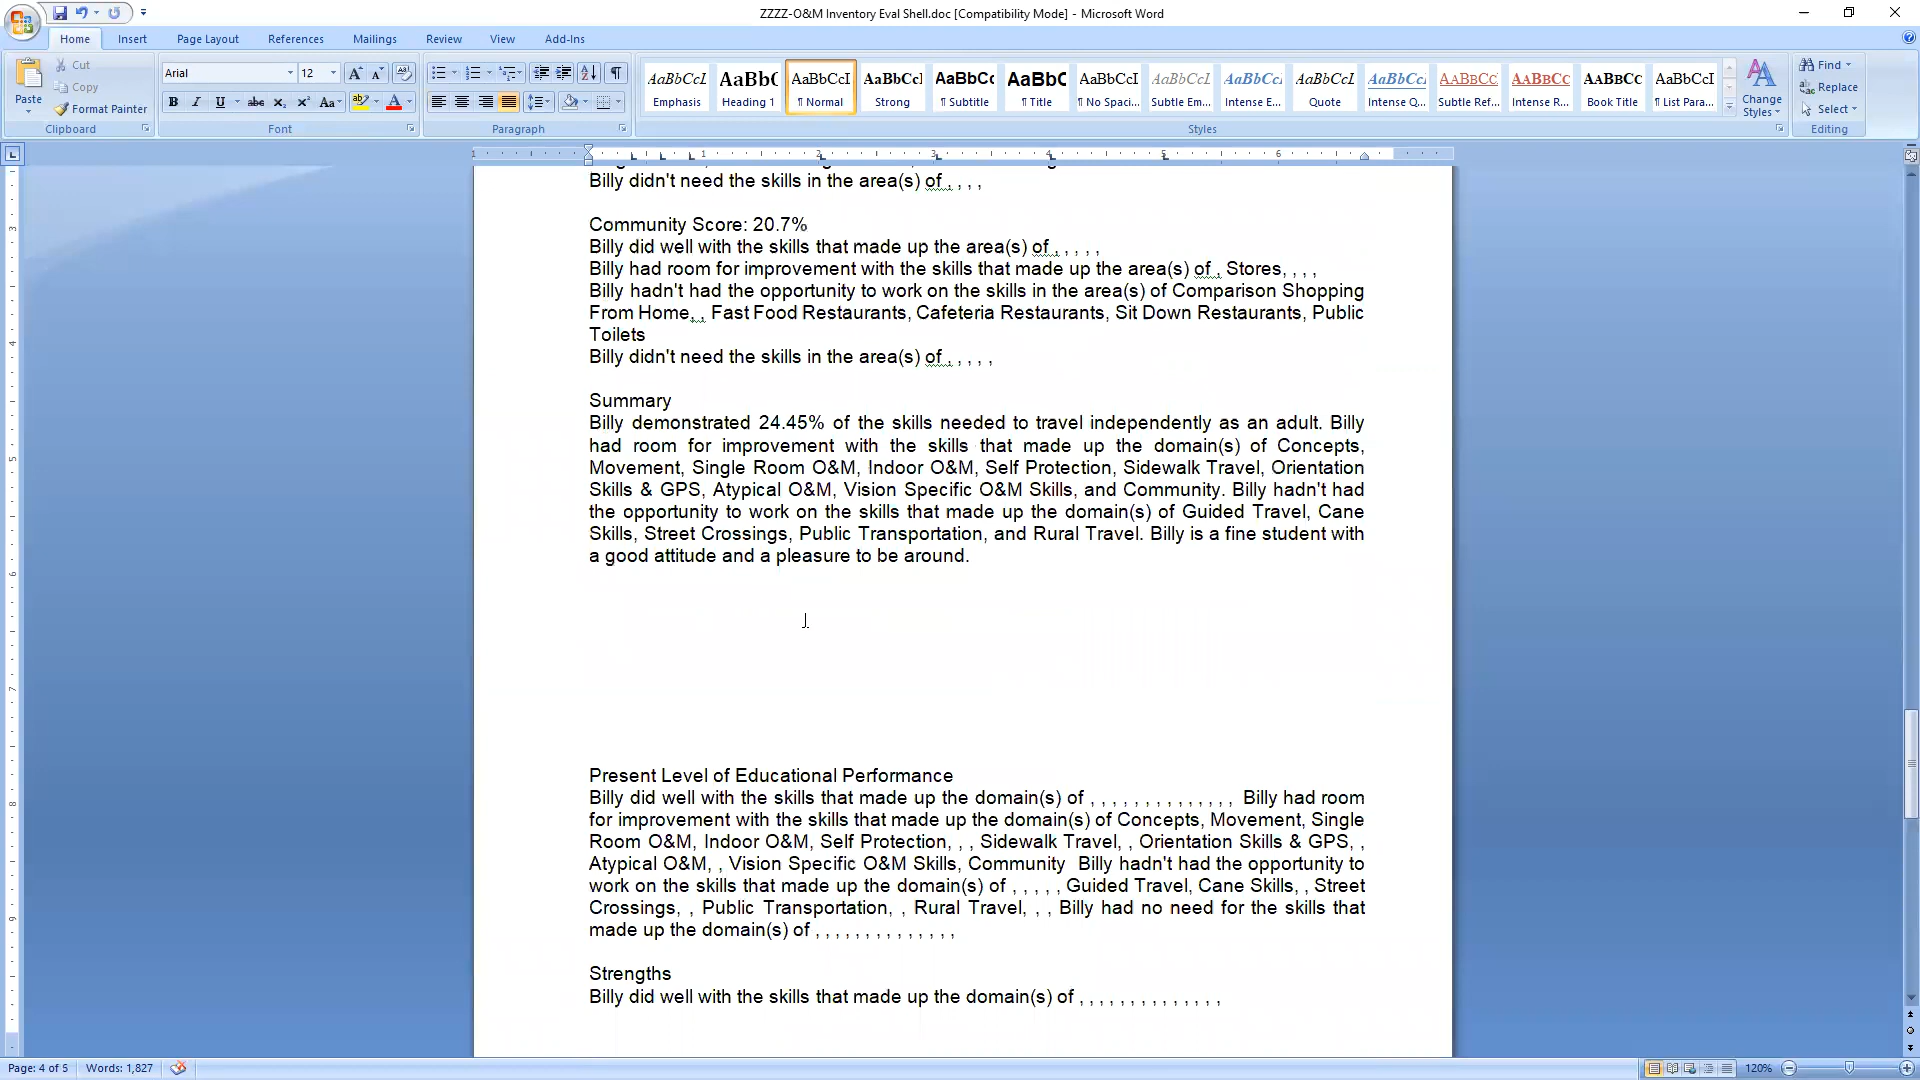 ZZZZ-O&M Inventory Eval Shell.doc [Compatibility Mode] - Microsoft Word
Home Insert Page Layout References Mailings Review View Add-Ins
Paste Cut Copy Format Painter Clipboard
Arial 12 Font
Paragraph
AaBbCcI AaBbC AaBbCcI AaBbCcI AaBbCc AaBbC AaBbCcI AaBbCcI AaBbCcI AaBbCcI AaBbCcI AABBCC AABBCC AABBCC AaBbCcI
Emphasis Heading 1 ¶ Normal Strong ¶ Subtitle ¶ Title ¶ No Spaci... Subtle Em... Intense E... Quote Intense Q... Subtle Ref... Intense R... Book Title ¶ List Para...
Change Styles Styles
Find Replace Select Editing
Billy didn't need the skills in the area(s) of , , , ,
Community Score: 20.7%
Billy did well with the skills that made up the area(s) of , , , , ,
Billy had room for improvement with the skills that made up the area(s) of , Stores, , , ,
Billy hadn't had the opportunity to work on the skills in the area(s) of Comparison Shopping
From Home, , Fast Food Restaurants, Cafeteria Restaurants, Sit Down Restaurants, Public
Toilets
Billy didn't need the skills in the area(s) of , , , , ,
Summary
Billy demonstrated 24.45% of the skills needed to travel independently as an adult. Billy
had room for improvement with the skills that made up the domain(s) of Concepts,
Movement, Single Room O&M, Indoor O&M, Self Protection, Sidewalk Travel, Orientation
Skills & GPS, Atypical O&M, Vision Specific O&M Skills, and Community. Billy hadn't had
the opportunity to work on the skills that made up the domain(s) of Guided Travel, Cane
Skills, Street Crossings, Public Transportation, and Rural Travel. Billy is a fine student with
a good attitude and a pleasure to be around.
Present Level of Educational Performance
Billy did well with the skills that made up the domain(s) of , , , , , , , , , , , , , , Billy had room
for improvement with the skills that made up the domain(s) of Concepts, Movement, Single
Room O&M, Indoor O&M, Self Protection, , , Sidewalk Travel, , Orientation Skills & GPS, ,
Atypical O&M, , Vision Specific O&M Skills, Community Billy hadn't had the opportunity to
work on the skills that made up the domain(s) of , , , , , Guided Travel, Cane Skills, , Street
Crossings, , Public Transportation, , Rural Travel, , , Billy had no need for the skills that
made up the domain(s) of , , , , , , , , , , , , , ,
Strengths
Billy did well with the skills that made up the domain(s) of , , , , , , , , , , , , , ,
Page: 4 of 5 Words: 1,827 120%